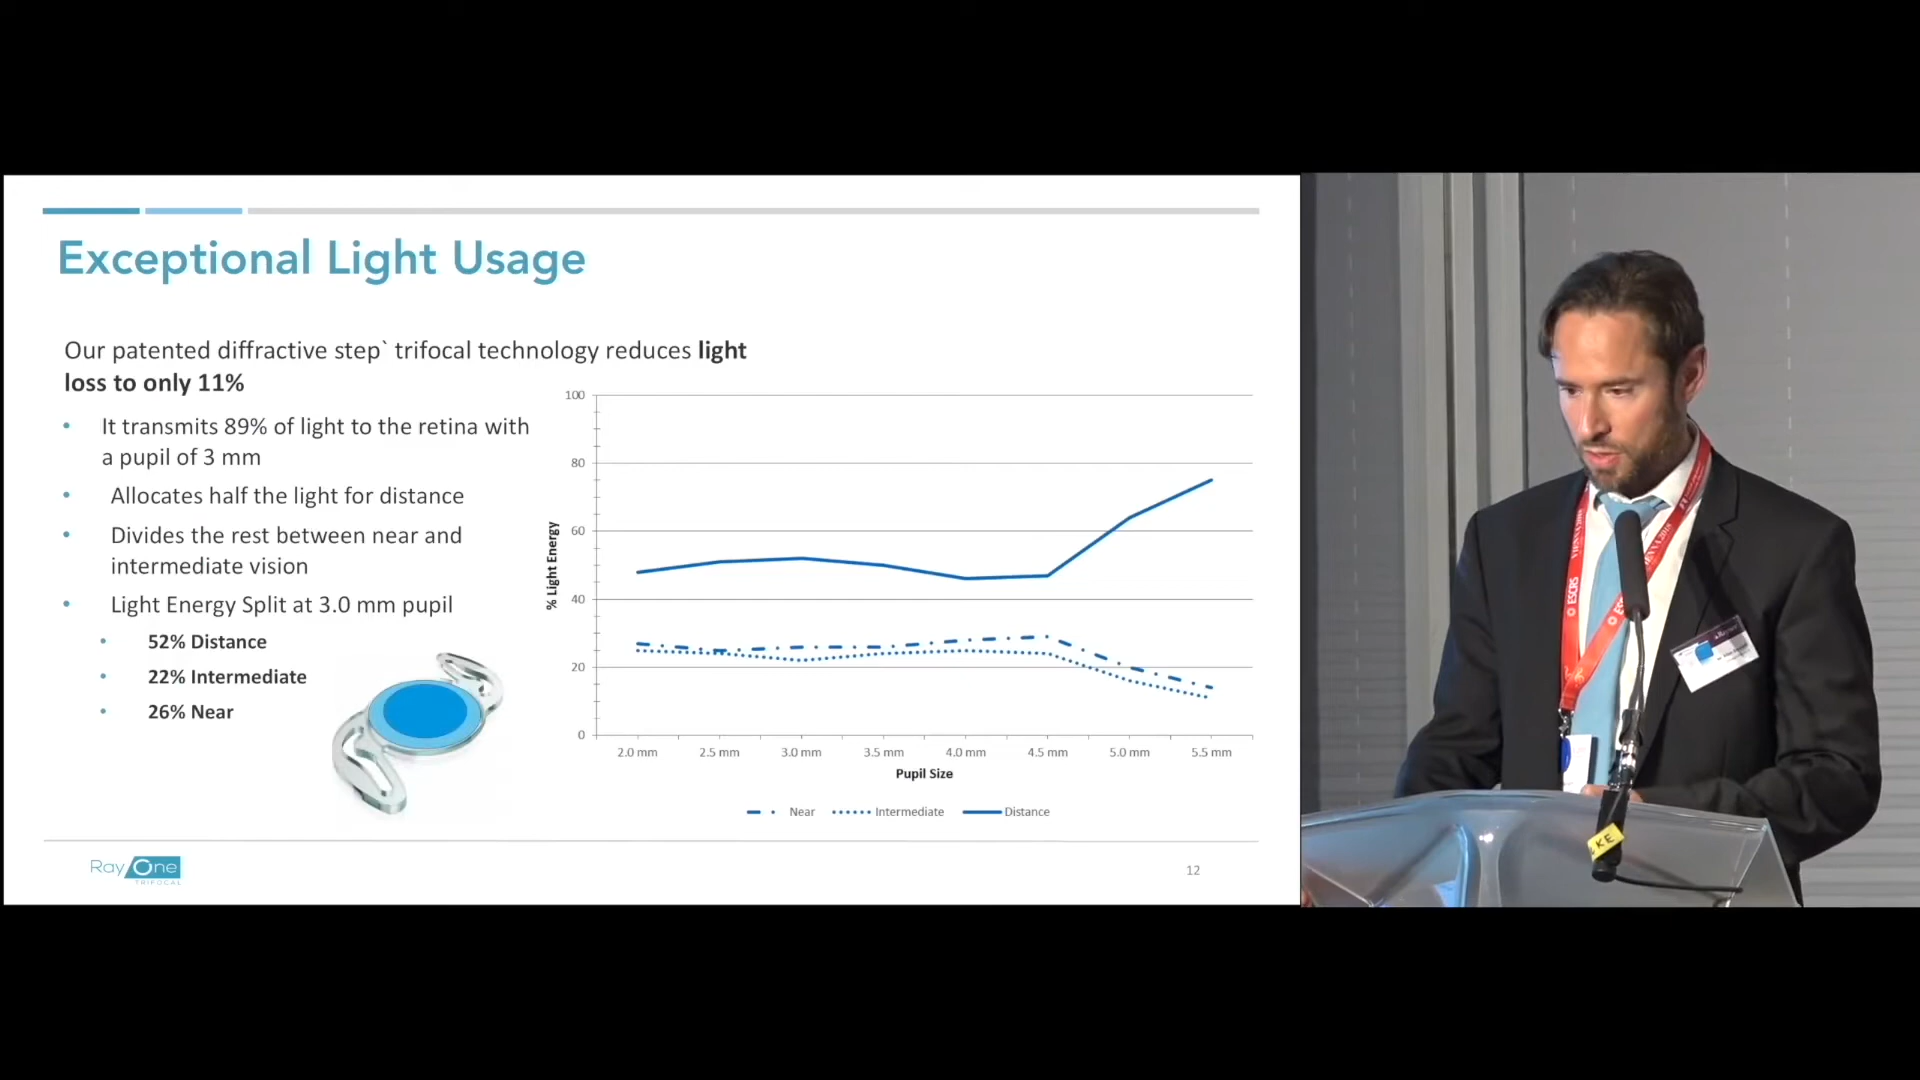 Exceptional Light Usage
Our patented diffractive step` trifocal technology reduces light
loss to only 11%
• It transmits 89% of light to the retina with
a pupil of 3 mm
• Allocates half the light for distance
• Divides the rest between near and
intermediate vision
• Light Energy Split at 3.0 mm pupil
• 52% Distance
• 22% Intermediate
• 26% Near
% Light Energy
100
80
60
40
20
0
2.0 mm 2.5 mm 3.0 mm 3.5 mm 4.0 mm 4.5 mm 5.0 mm 5.5 mm
Pupil Size
Near Intermediate Distance
RayOne
TRIFOCAL
12
ESCRS
VIENNA 2018